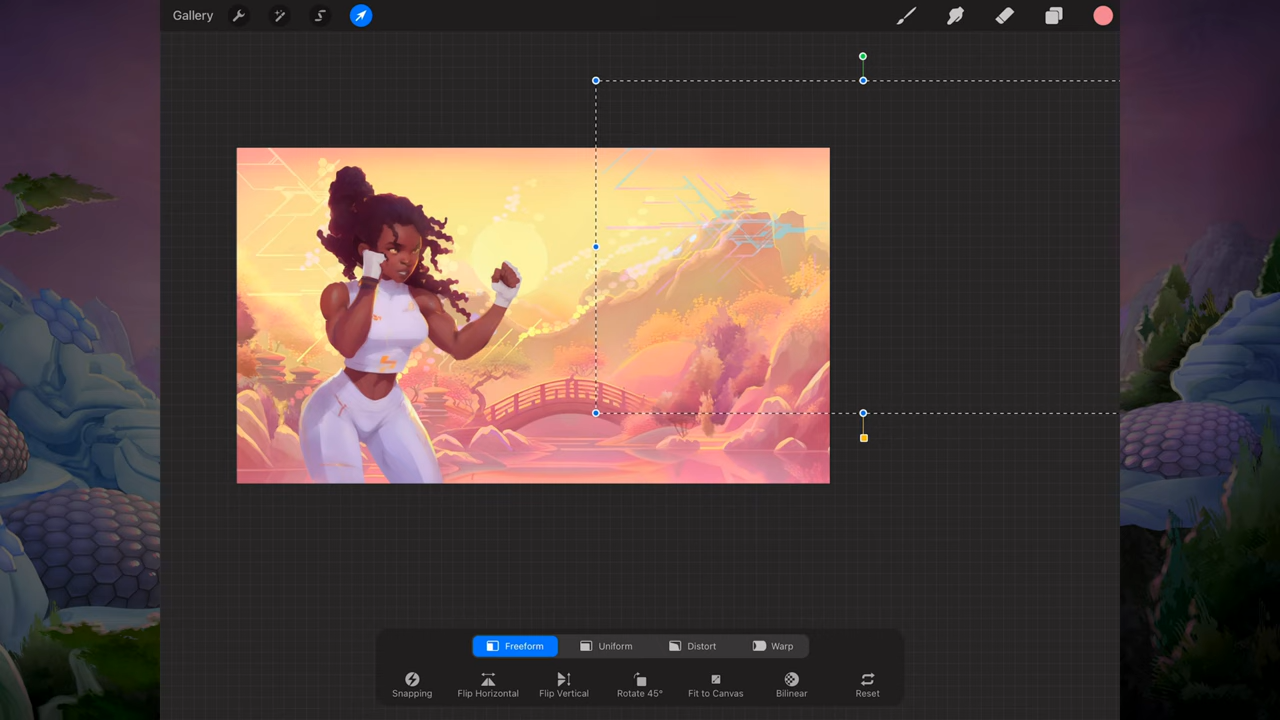 Gallery
Freeform Uniform Distort Warp
Snapping Flip Horizontal Flip Vertical Rotate 45° Fit to Canvas Bilinear Reset